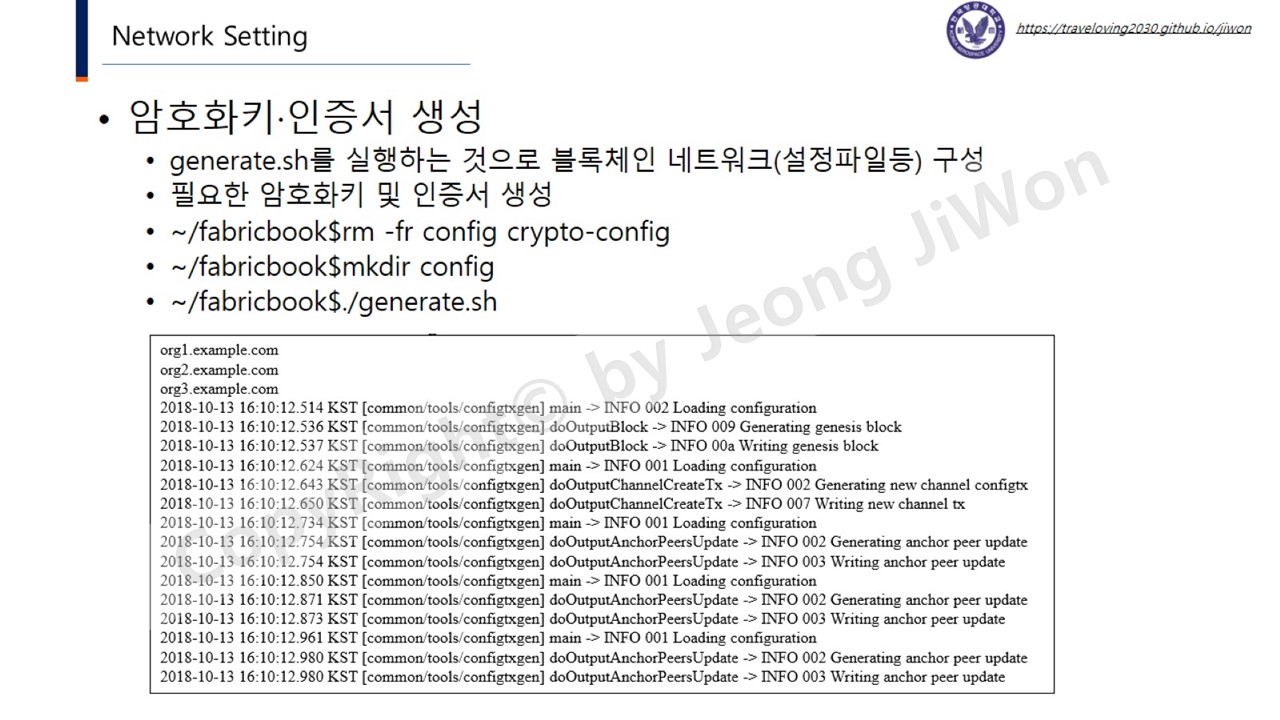 Network Setting
https://traveloving2030.github.io/jiwon
• 암호화키·인증서 생성
• generate.sh를 실행하는 것으로 블록체인 네트워크(설정파일등) 구성
• 필요한 암호화키 및 인증서 생성
• ~/fabricbook$rm -fr config crypto-config
• ~/fabricbook$mkdir config
• ~/fabricbook$./generate.sh
org1.example.com
org2.example.com
org3.example.com
2018-10-13 16:10:12.514 KST [common/tools/configtxgen] main -> INFO 002 Loading configuration
2018-10-13 16:10:12.536 KST [common/tools/configtxgen] doOutputBlock -> INFO 009 Generating genesis block
2018-10-13 16:10:12.537 KST [common/tools/configtxgen] doOutputBlock -> INFO 00a Writing genesis block
2018-10-13 16:10:12.624 KST [common/tools/configtxgen] main -> INFO 001 Loading configuration
2018-10-13 16:10:12.643 KST [common/tools/configtxgen] doOutputChannelCreateTx -> INFO 002 Generating new channel configtx
2018-10-13 16:10:12.650 KST [common/tools/configtxgen] doOutputChannelCreateTx -> INFO 007 Writing new channel tx
2018-10-13 16:10:12.734 KST [common/tools/configtxgen] main -> INFO 001 Loading configuration
2018-10-13 16:10:12.754 KST [common/tools/configtxgen] doOutputAnchorPeersUpdate -> INFO 002 Generating anchor peer update
2018-10-13 16:10:12.754 KST [common/tools/configtxgen] doOutputAnchorPeersUpdate -> INFO 003 Writing anchor peer update
2018-10-13 16:10:12.850 KST [common/tools/configtxgen] main -> INFO 001 Loading configuration
2018-10-13 16:10:12.871 KST [common/tools/configtxgen] doOutputAnchorPeersUpdate -> INFO 002 Generating anchor peer update
2018-10-13 16:10:12.873 KST [common/tools/configtxgen] doOutputAnchorPeersUpdate -> INFO 003 Writing anchor peer update
2018-10-13 16:10:12.961 KST [common/tools/configtxgen] main -> INFO 001 Loading configuration
2018-10-13 16:10:12.980 KST [common/tools/configtxgen] doOutputAnchorPeersUpdate -> INFO 002 Generating anchor peer update
2018-10-13 16:10:12.980 KST [common/tools/configtxgen] doOutputAnchorPeersUpdate -> INFO 003 Writing anchor peer update
CopyRight© by Jeong JiWon